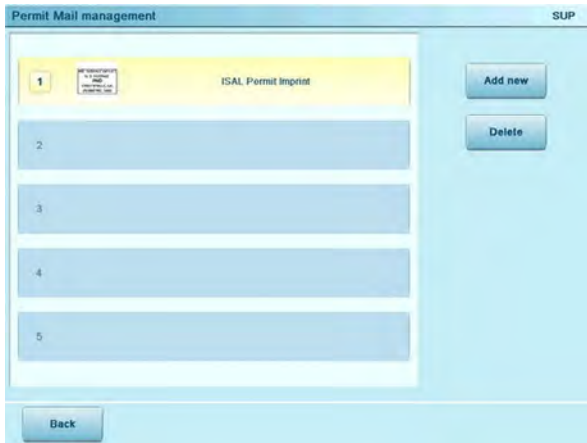 Permit Mail management SUP
1 ISAL Permit Imprint
Add new
2
Delete
3
4
5
Back